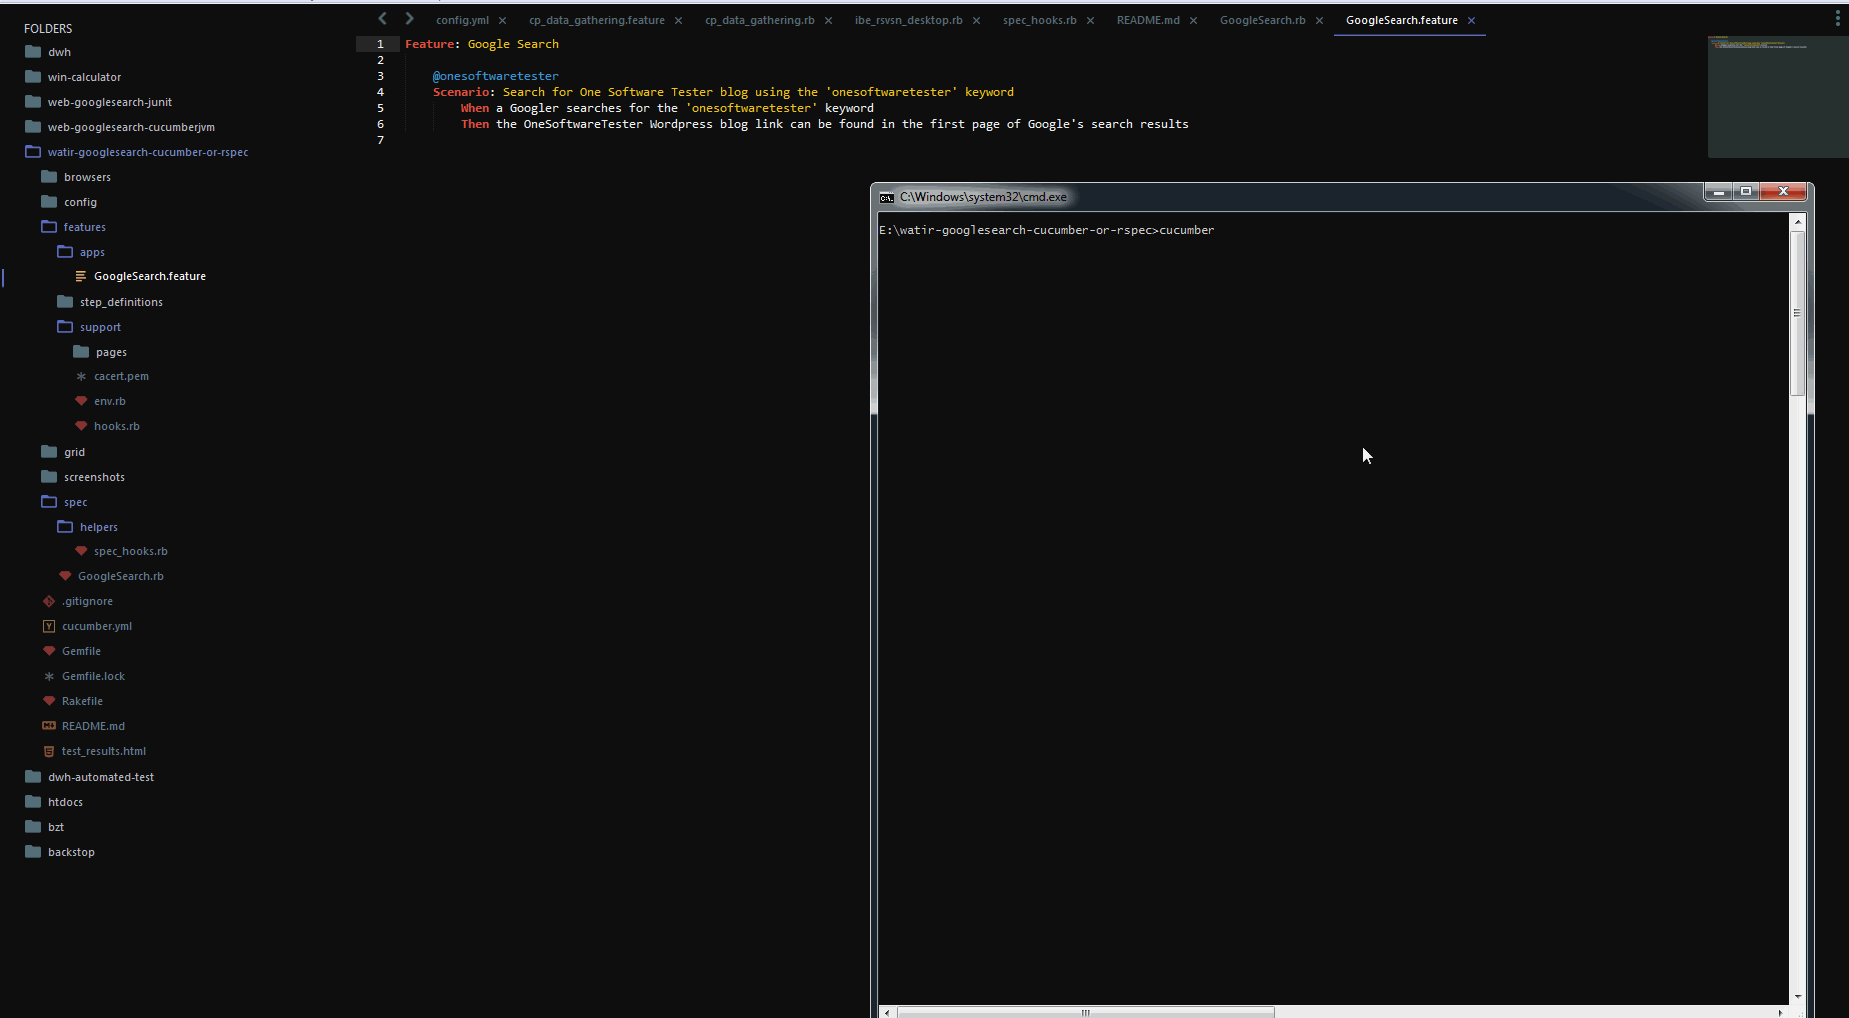 FOLDERS
dwh
win-calculator
web-googlesearch-junit
web-googlesearch-cucumberjvm
watir-googlesearch-cucumber-or-rspec
browsers
config
features
apps
GoogleSearch.feature
step_definitions
support
pages
cacert.pem
env.rb
hooks.rb
grid
screenshots
spec
helpers
spec_hooks.rb
GoogleSearch.rb
.gitignore
cucumber.yml
Gemfile
Gemfile.lock
Rakefile
README.md
test_results.html
dwh-automated-test
htdocs
bzt
backstop
config.yml cp_data_gathering.feature cp_data_gathering.rb ibe_rsvsn_desktop.rb spec_hooks.rb README.md GoogleSearch.rb GoogleSearch.feature
1 Feature: Google Search
2
3 @onesoftwaretester
4 Scenario: Search for One Software Tester blog using the 'onesoftwaretester' keyword
5 When a Googler searches for the 'onesoftwaretester' keyword
6 Then the OneSoftwareTester Wordpress blog link can be found in the first page of Google's search results
7
C:\Windows\system32\cmd.exe
E:\watir-googlesearch-cucumber-or-rspec>cucumber